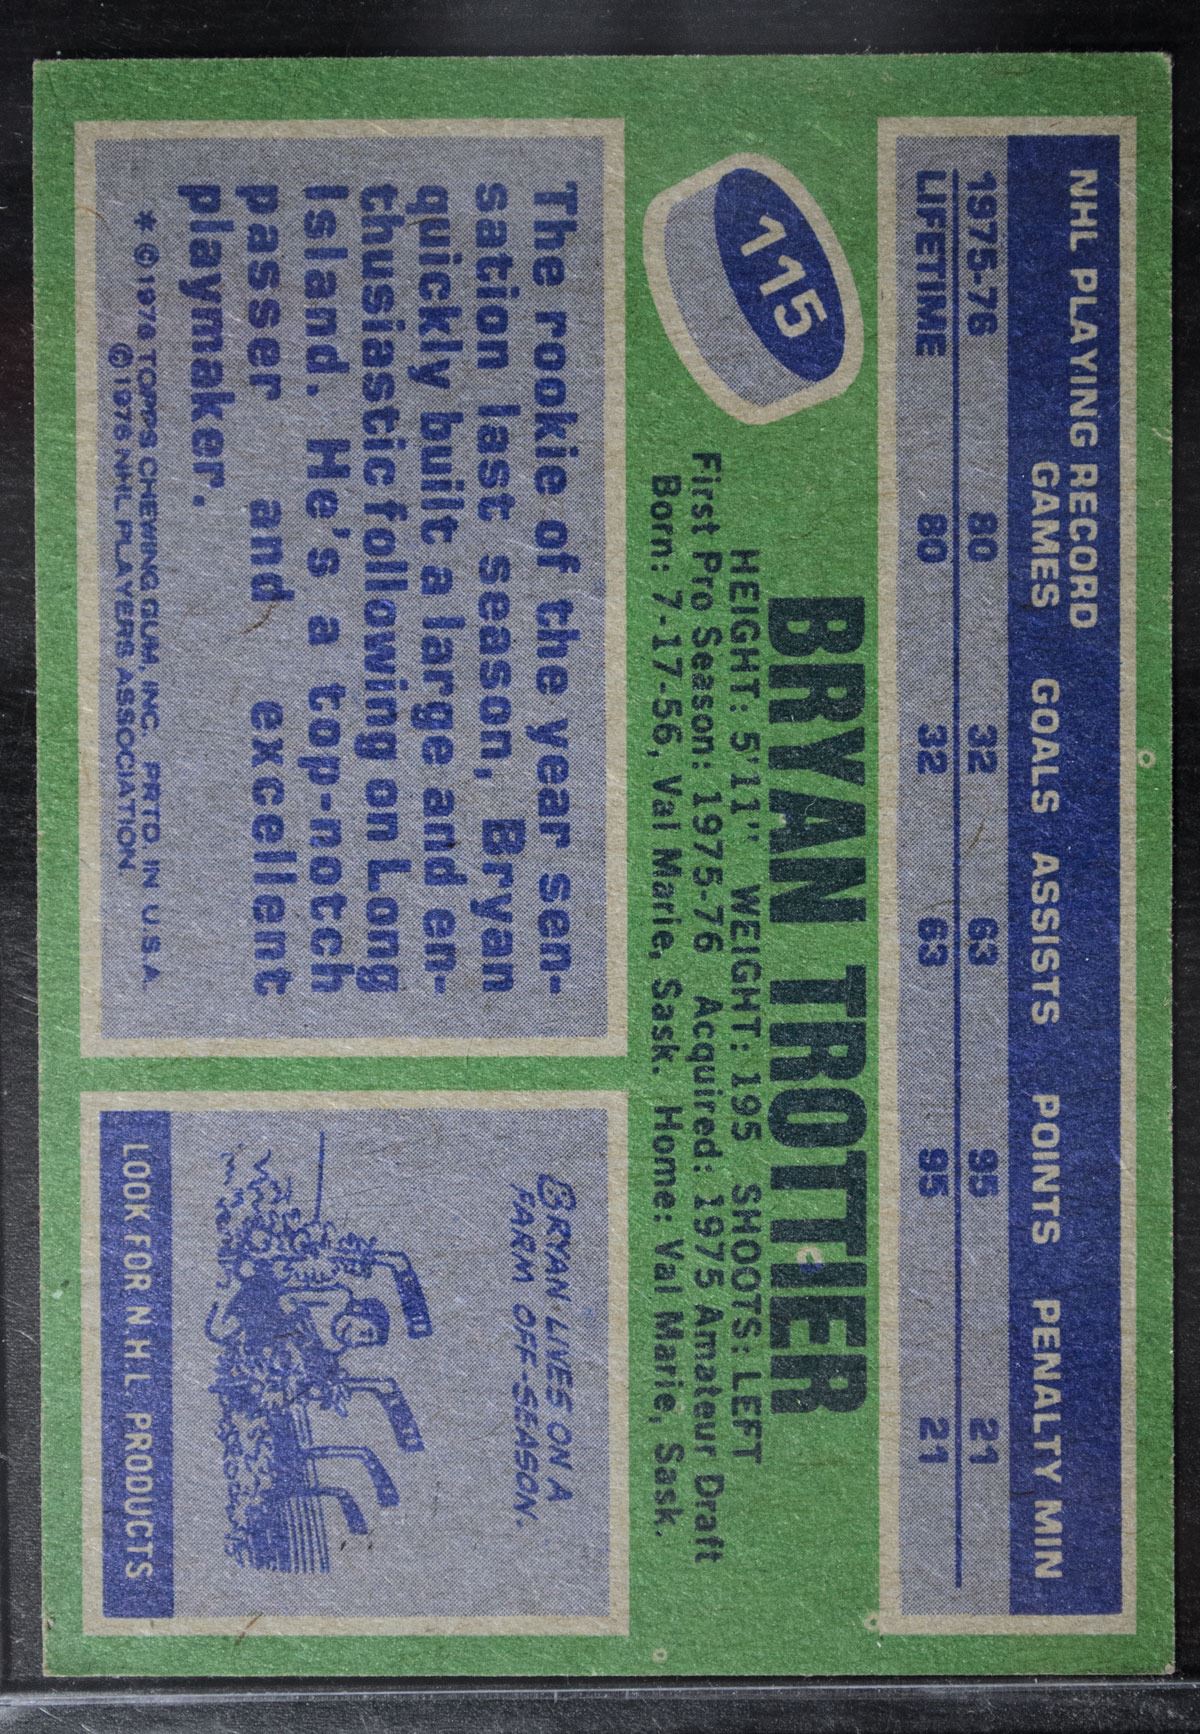 NHL PLAYING RECORD
GAMES GOALS ASSISTS POINTS PENALTY MIN
1975-76 80 32 63 95 21
LIFETIME 80 32 63 95 21
115
BRYAN TROTTIER
HEIGHT: 5'11" WEIGHT: 195 SHOOTS: LEFT
First Pro Season: 1975-76 Acquired: 1975 Amateur Draft
Born: 7-17-56, Val Marie, Sask. Home: Val Marie, Sask.
The rookie of the year sen-
sation last season, Bryan
quickly built a large and en-
thusiastic following on Long
Island. He's a top-notch
passer and excellent
playmaker.
* © 1976 TOPPS CHEWING GUM, INC. PRTD. IN U.S.A.
© 1976 NHL PLAYERS ASSOCIATION.
BRYAN LIVES ON A
FARM OFF-SEASON.
LOOK FOR N.H.L. PRODUCTS